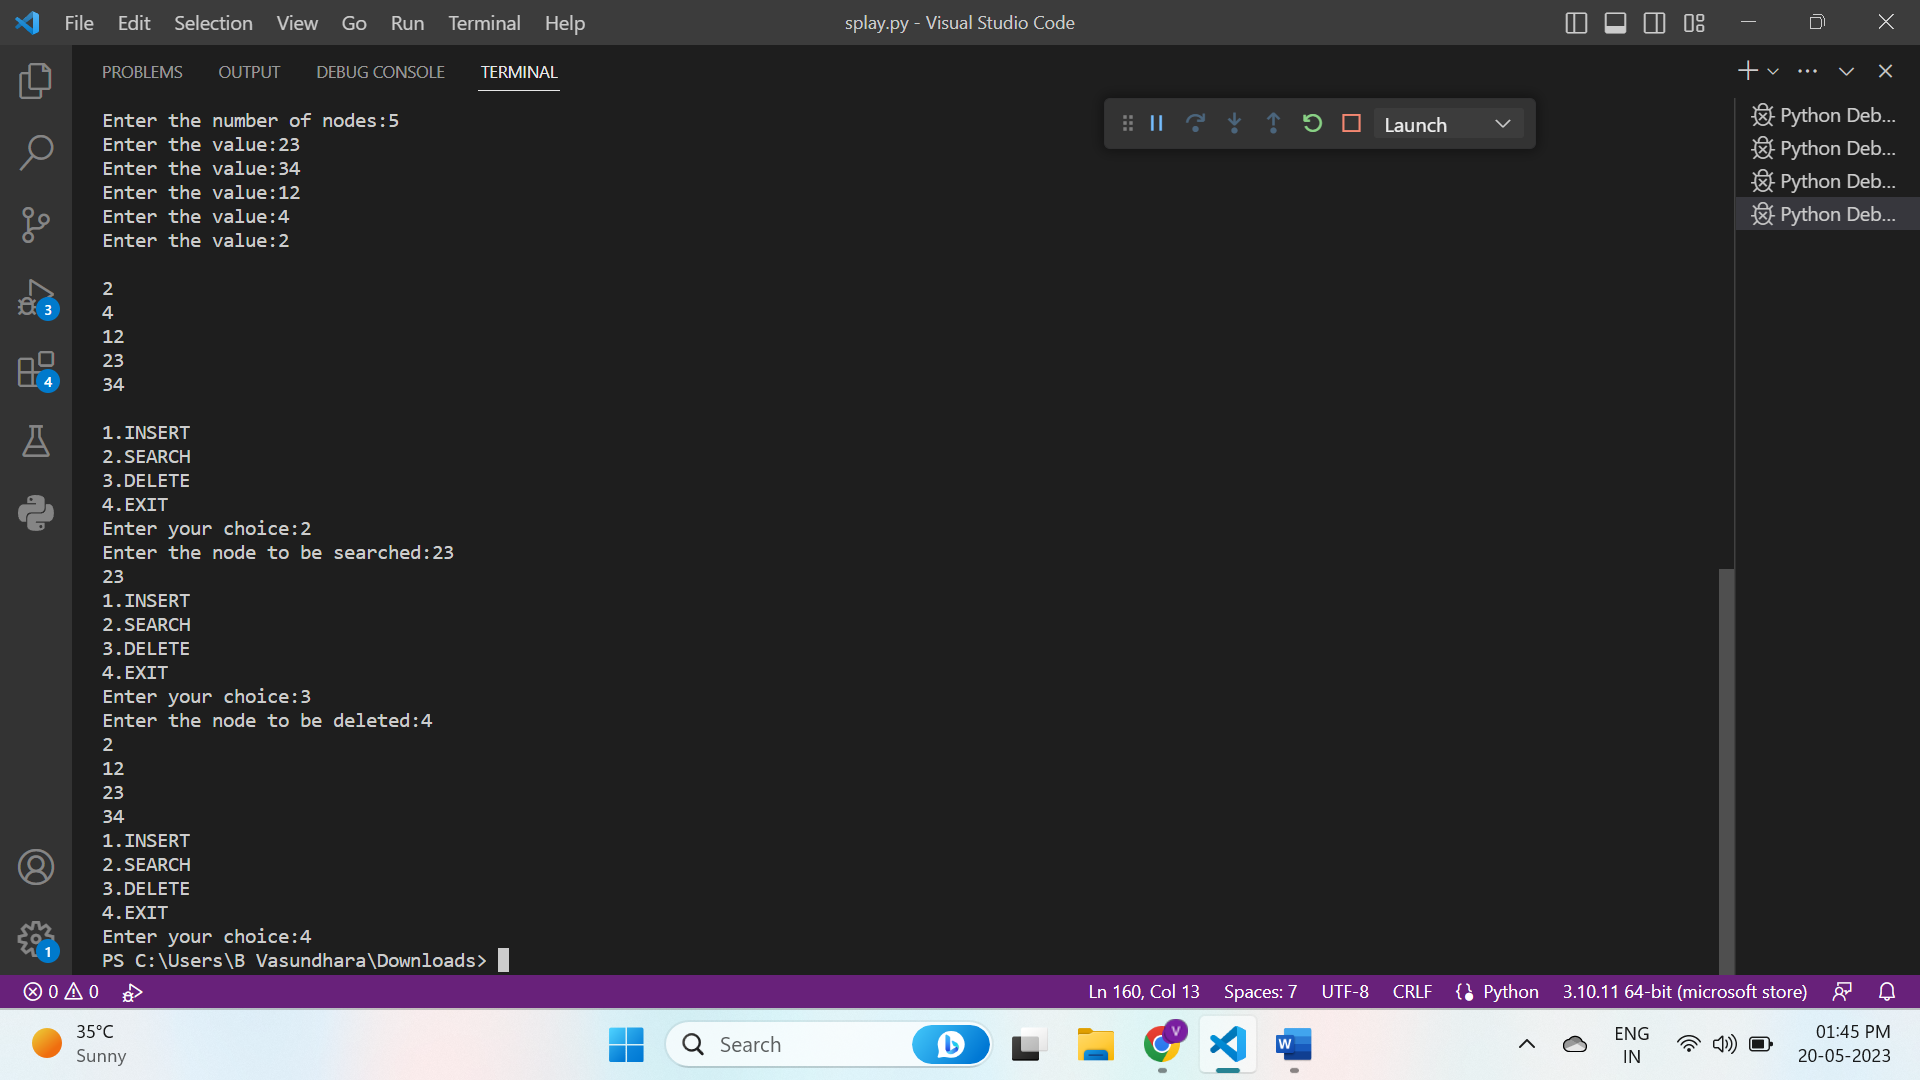 File Edit Selection View Go Run Terminal Help
splay.py - Visual Studio Code
PROBLEMS OUTPUT DEBUG CONSOLE TERMINAL
Launch
Python Deb...
Python Deb...
Python Deb...
Python Deb...
Enter the number of nodes:5
Enter the value:23
Enter the value:34
Enter the value:12
Enter the value:4
Enter the value:2
2
4
12
23
34
1.INSERT
2.SEARCH
3.DELETE
4.EXIT
Enter your choice:2
Enter the node to be searched:23
23
1.INSERT
2.SEARCH
3.DELETE
4.EXIT
Enter your choice:3
Enter the node to be deleted:4
2
12
23
34
1.INSERT
2.SEARCH
3.DELETE
4.EXIT
Enter your choice:4
PS C:\Users\B Vasundhara\Downloads>
3
4
1
0 0
Ln 160, Col 13 Spaces: 7 UTF-8 CRLF {} Python 3.10.11 64-bit (microsoft store)
35°C
Sunny
Search
b
V
W
ENG
IN
01:45 PM
20-05-2023